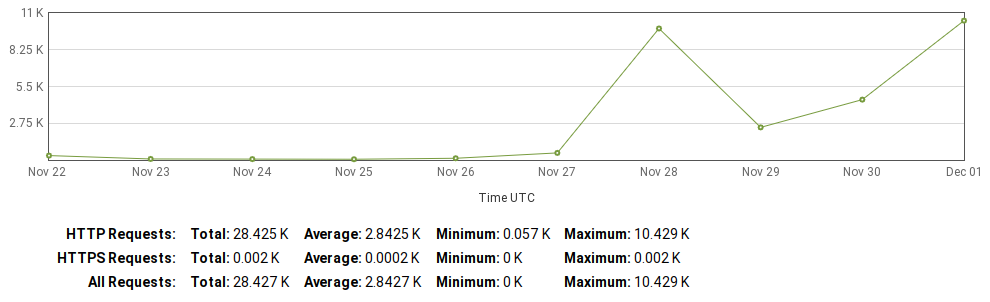 11 K
8.25 K
5.5 K
2.75 K
Nov 22 Nov 23 Nov 24 Nov 25 Nov 26 Nov 27 Nov 28 Nov 29 Nov 30 Dec 01
Time UTC
HTTP Requests: Total: 28.425 K Average: 2.8425 K Minimum: 0.057 K Maximum: 10.429 K
HTTPS Requests: Total: 0.002 K Average: 0.0002 K Minimum: 0 K Maximum: 0.002 K
All Requests: Total: 28.427 K Average: 2.8427 K Minimum: 0 K Maximum: 10.429 K